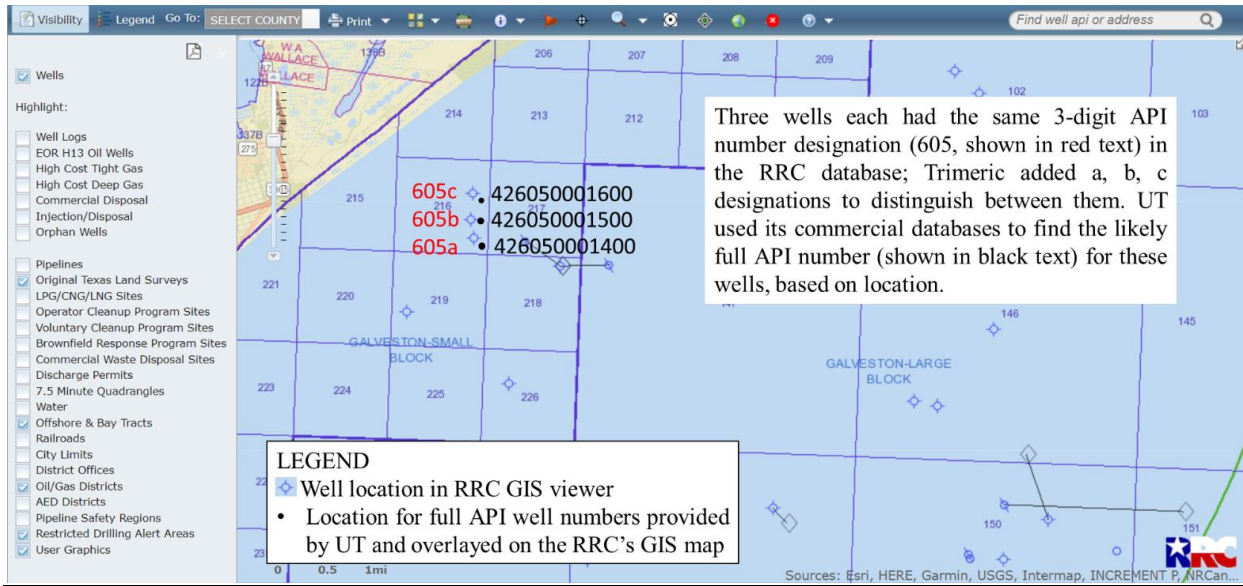 Visibility Legend Go To: SELECT COUNTY Print Find well api or address
Wells
Highlight:
Well Logs
EOR H13 Oil Wells
High Cost Tight Gas
High Cost Deep Gas
Commercial Disposal
Injection/Disposal
Orphan Wells
Pipelines
Original Texas Land Surveys
LPG/CNG/LNG Sites
Operator Cleanup Program Sites
Voluntary Cleanup Program Sites
Brownfield Response Program Sites
Commercial Waste Disposal Sites
Discharge Permits
7.5 Minute Quadrangles
Water
Offshore & Bay Tracts
Railroads
City Limits
District Offices
Oil/Gas Districts
AED Districts
Pipeline Safety Regions
Restricted Drilling Alert Areas
User Graphics
W A
WALLACE
138B
206
207
208
209
102
103
214
213
212
337B
275
215
216
217
605c 426050001600
605b 426050001500
605a 426050001400
Three wells each had the same 3-digit API
number designation (605, shown in red text) in
the RRC database; Trimeric added a, b, c
designations to distinguish between them. UT
used its commercial databases to find the likely
full API number (shown in black text) for these
wells, based on location.
221
220
219
218
146
145
GALVESTON-SMALL
BLOCK
GALVESTON-LARGE
BLOCK
223
224
225
226
LEGEND
Well location in RRC GIS viewer
• Location for full API well numbers provided
by UT and overlayed on the RRC's GIS map
150
151
0 0.5 1mi
RRC
Sources: Esri, HERE, Garmin, USGS, Intermap, INCREMENT P, NRCan...